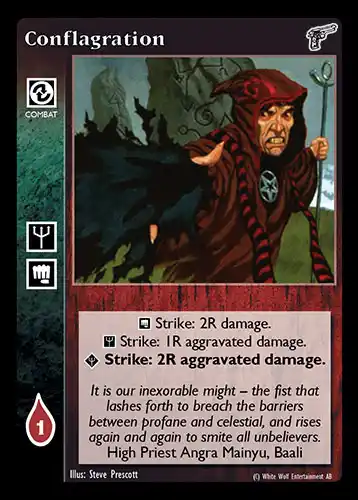 Conflagration
COMBAT
Strike: 2R damage.
Strike: 1R aggravated damage.
Strike: 2R aggravated damage.
It is our inexorable might – the fist that
lashes forth to breach the barriers
between profane and celestial, and rises
again and again to smite all unbelievers.
High Priest Angra Mainyu, Baali
1
Illus: Steve Prescott
(C) White Wolf Entertainment AB